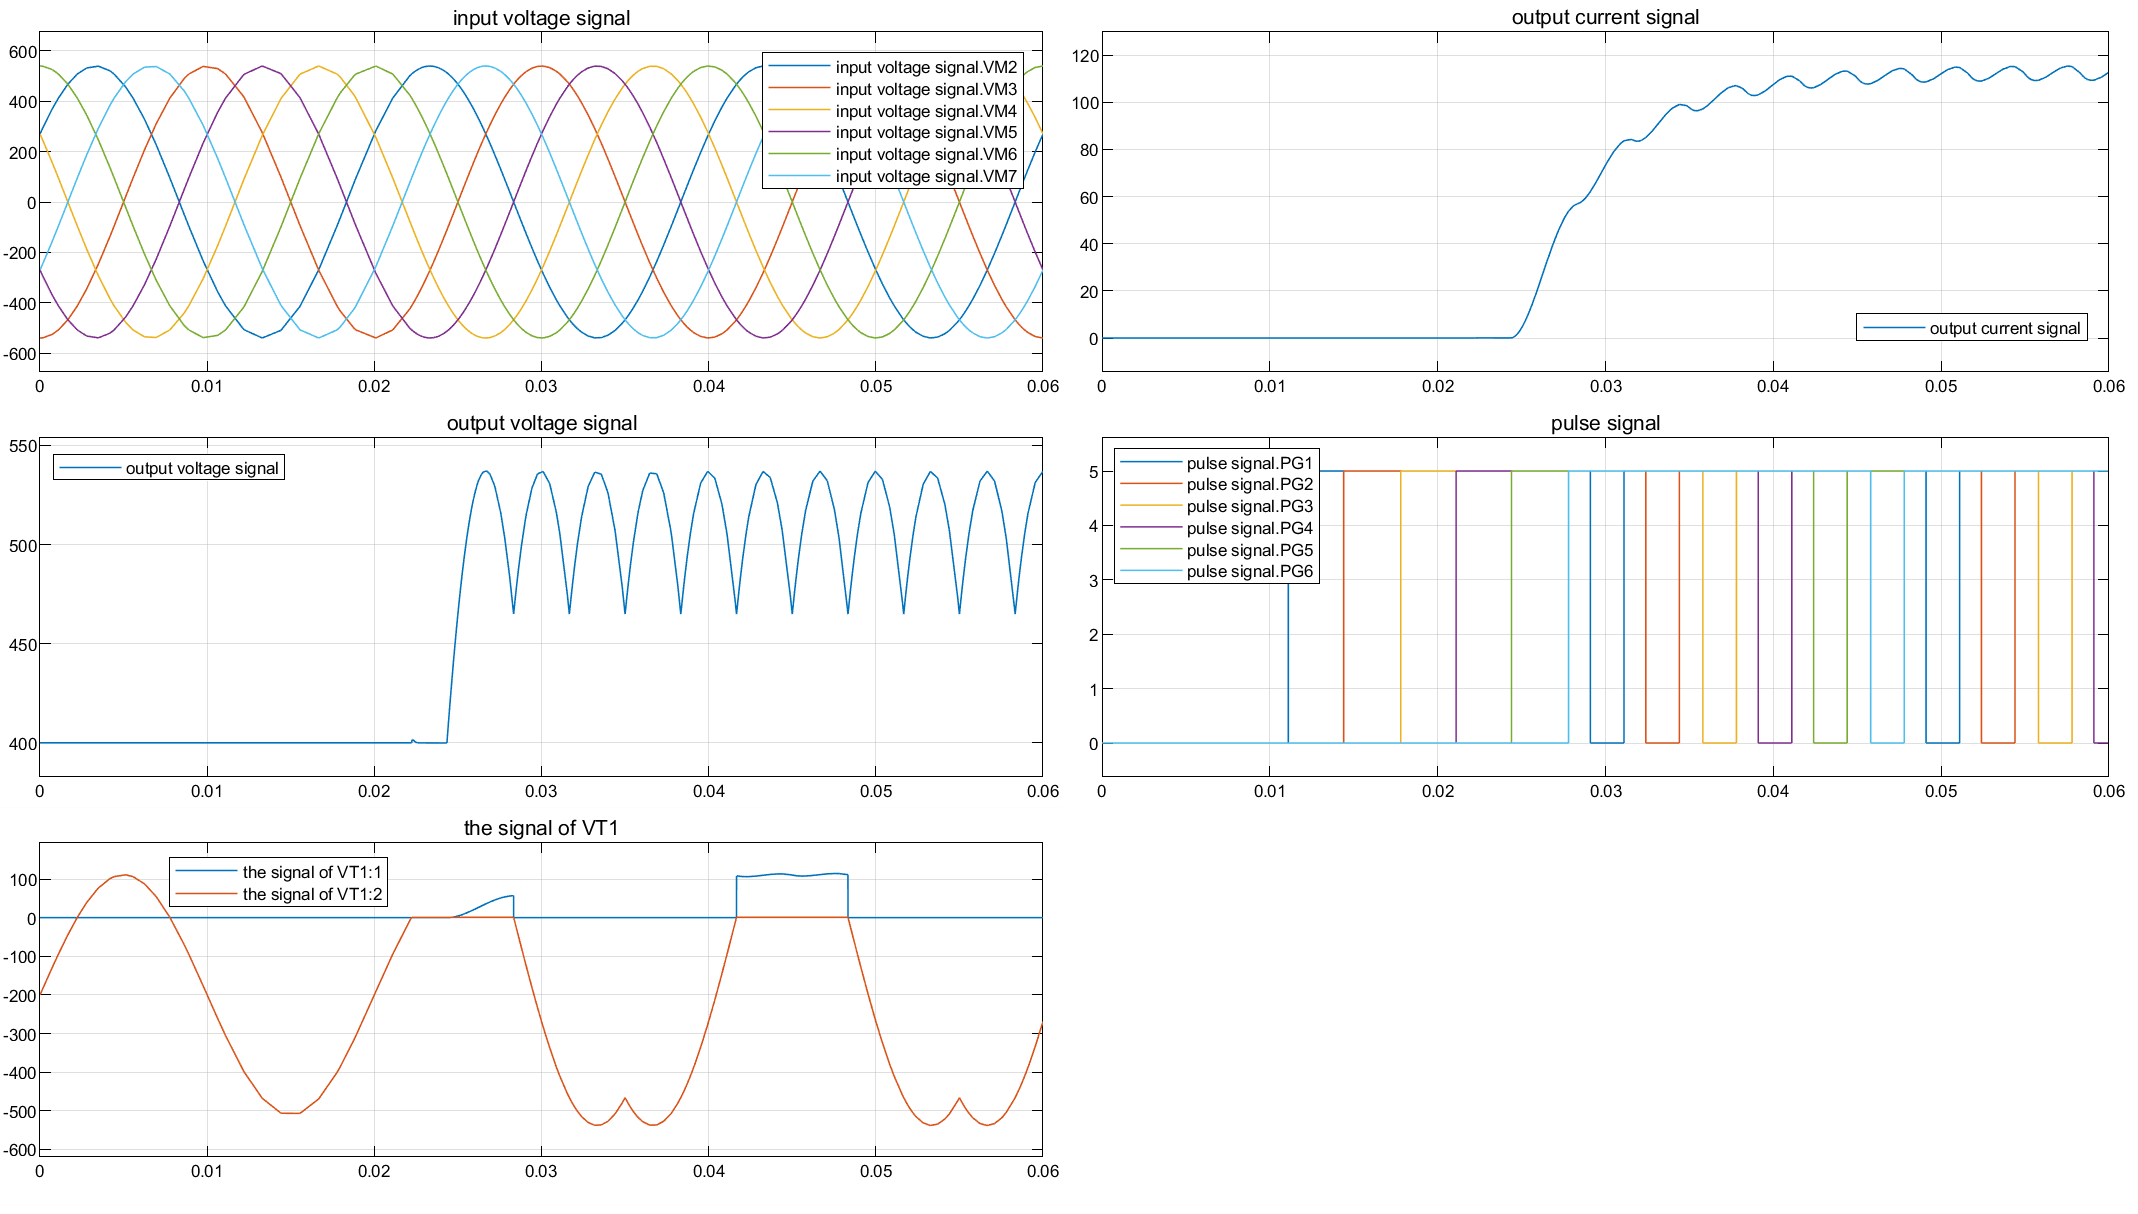 input voltage signal
600
400
200
0
-200
-400
-600
input voltage signal.VM2
input voltage signal.VM3
input voltage signal.VM4
input voltage signal.VM5
input voltage signal.VM6
input voltage signal.VM7
0 0.01 0.02 0.03 0.04 0.05 0.06
output current signal
120
100
80
60
40
20
0
output current signal
0 0.01 0.02 0.03 0.04 0.05 0.06
output voltage signal
550
500
450
400
output voltage signal
0 0.01 0.02 0.03 0.04 0.05 0.06
pulse signal
5
4
3
2
1
0
pulse signal.PG1
pulse signal.PG2
pulse signal.PG3
pulse signal.PG4
pulse signal.PG5
pulse signal.PG6
0 0.01 0.02 0.03 0.04 0.05 0.06
the signal of VT1
100
0
-100
-200
-300
-400
-500
-600
the signal of VT1:1
the signal of VT1:2
0 0.01 0.02 0.03 0.04 0.05 0.06